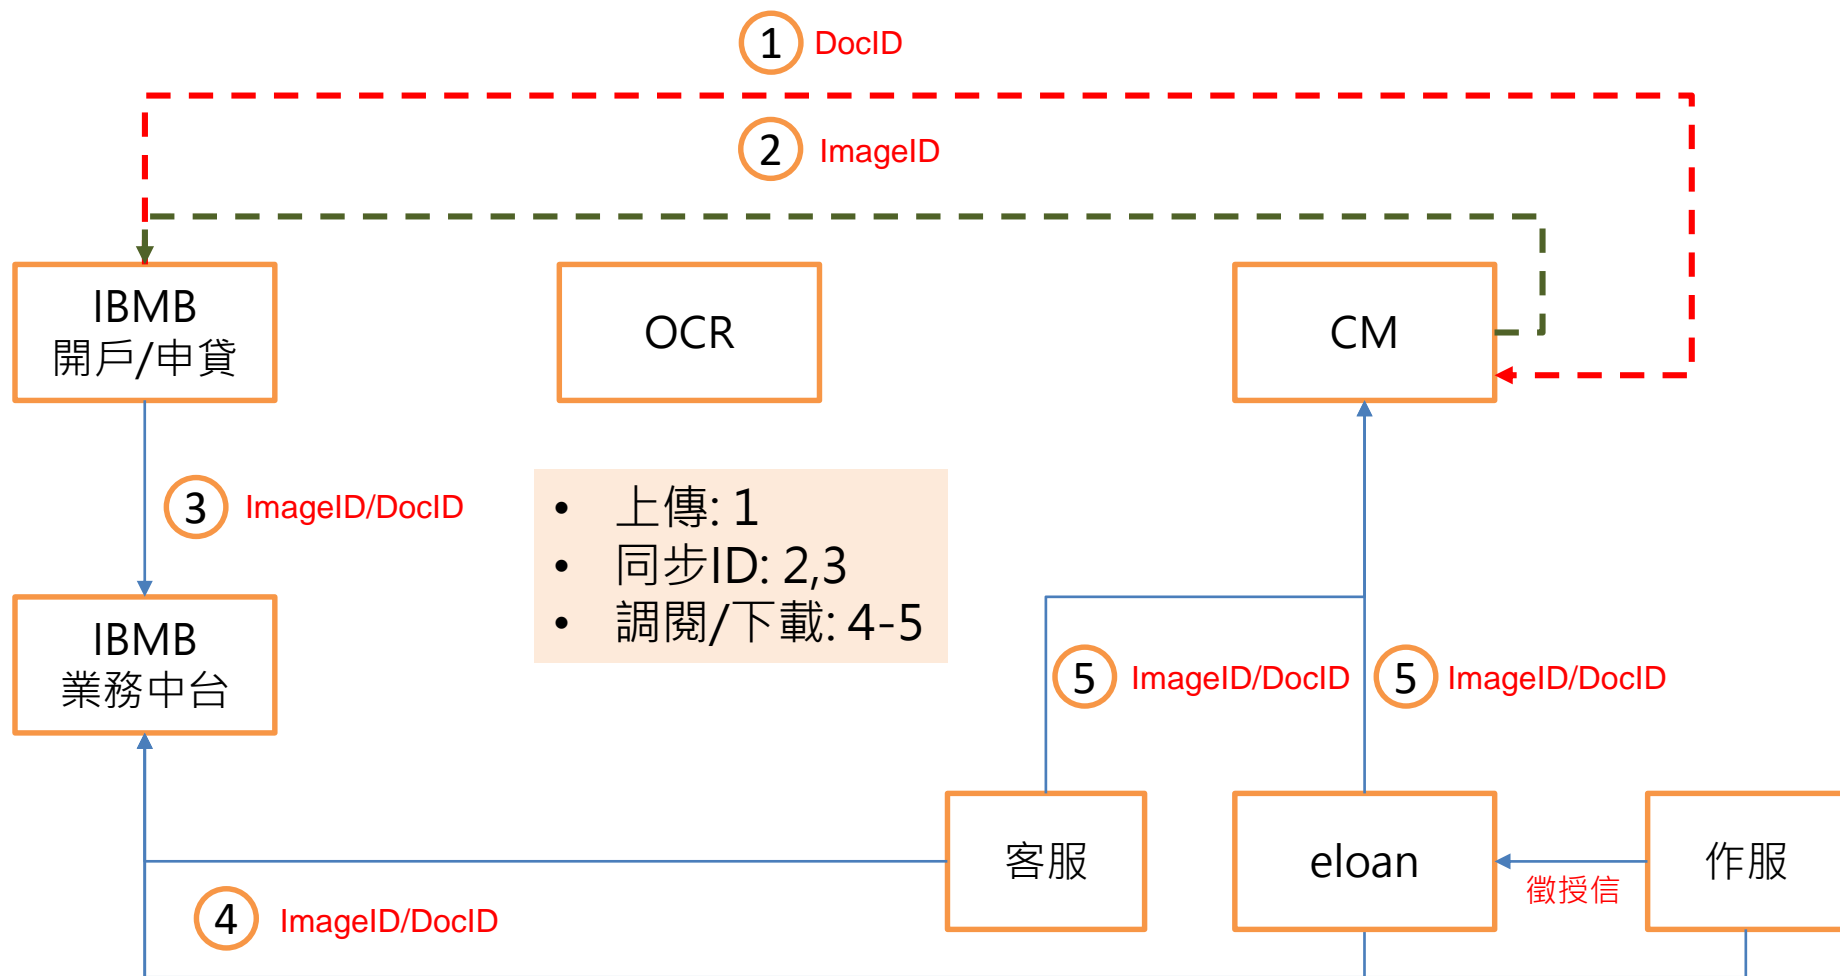 1 DocID
2 ImageID
IBMB
開戶/申貸
OCR
CM
3 ImageID/DocID
• 上傳: 1
• 同步ID: 2,3
• 調閱/下載: 4-5
IBMB
業務中台
5 ImageID/DocID
5 ImageID/DocID
客服
eloan
作服
徵授信
4 ImageID/DocID